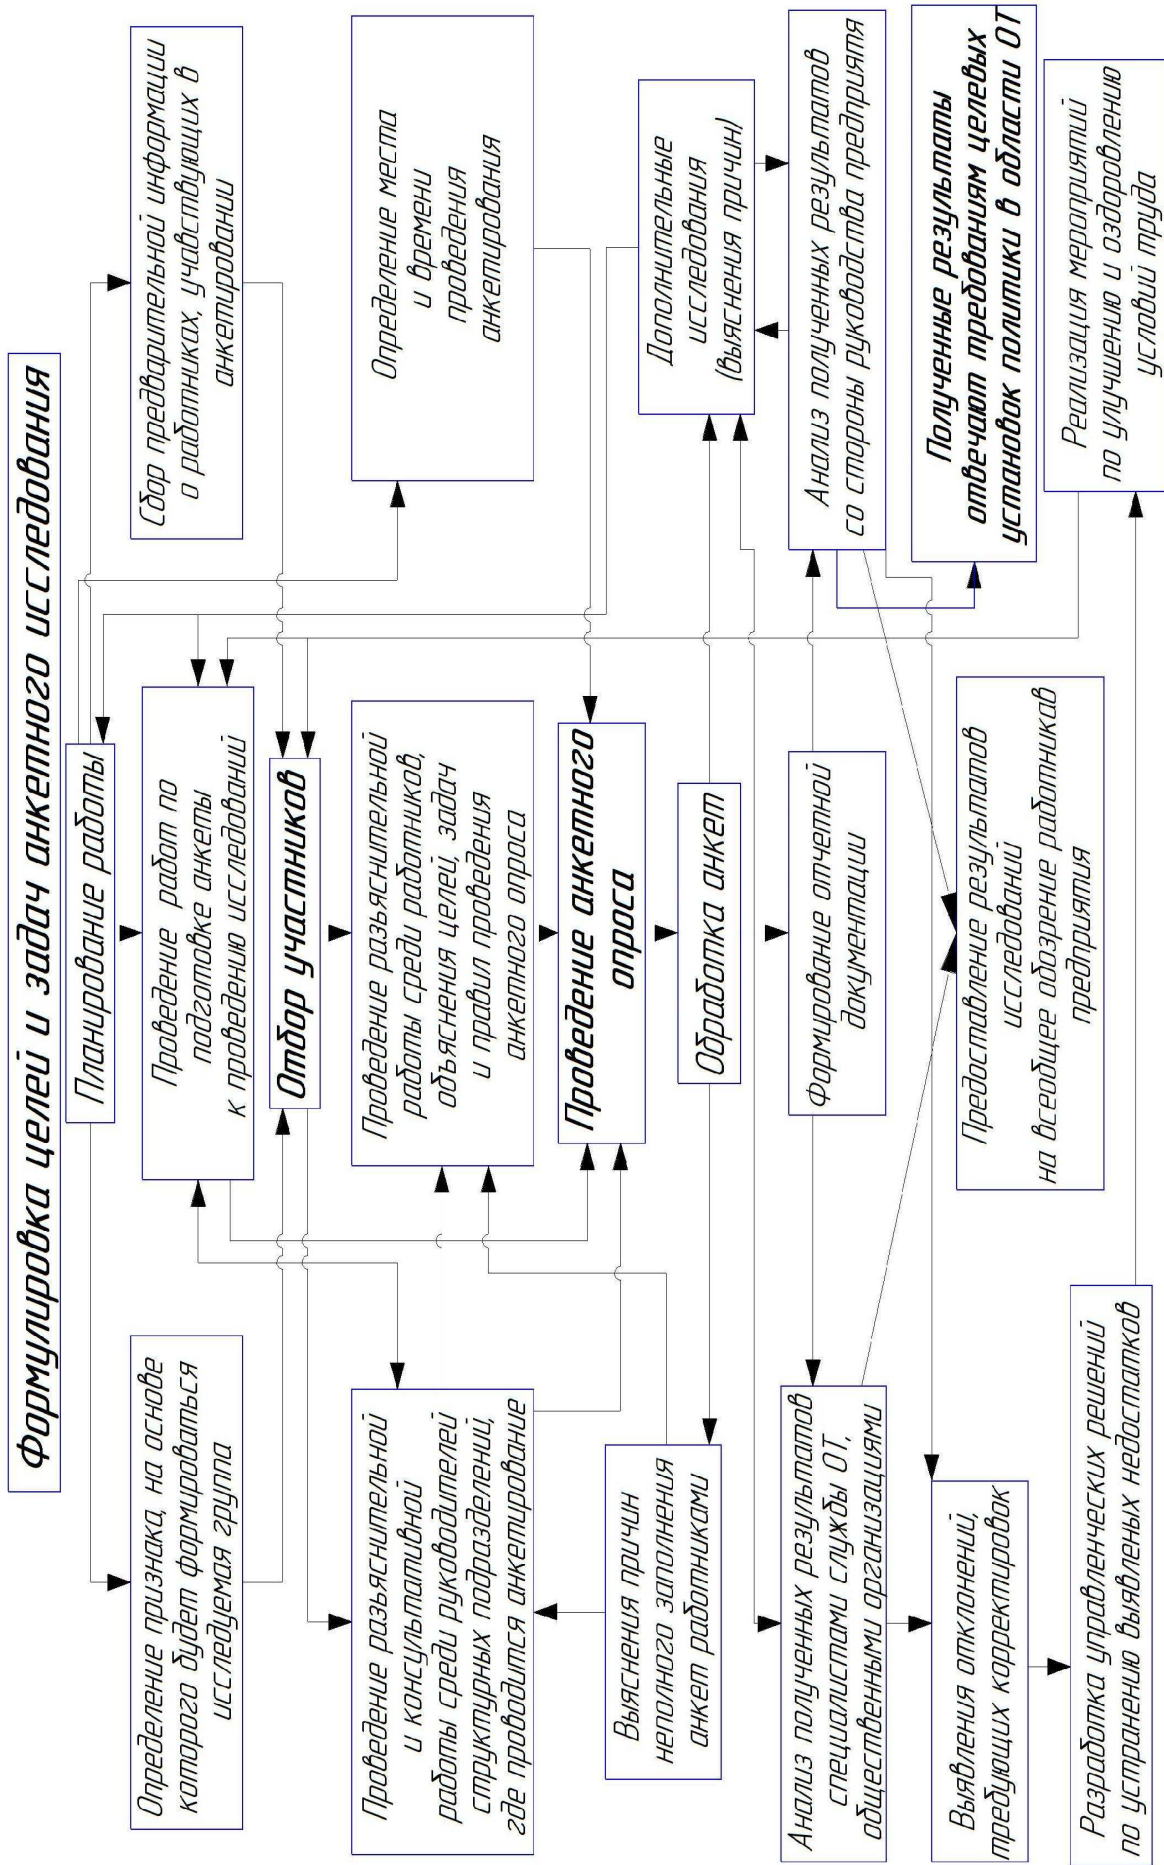 Формулировка целей и задач анкетного исследования
Планирование работы
Определение признака, на основе
которого будет формироваться
исследуемая группа
Проведение работ по
подготовке анкеты
к проведению исследований
Сбор предварительной информации
о работниках, учавствующих в
анкетировании
Отбор участников
Проведение разъяснительной
и консультативной
работы среди руководителей
структурных подразделений,
где проводится анкетирование
Проведение разъяснительной
работы среди работников,
объяснения целей, задач
и правил проведения
анкетного опроса
Определение места
и времени
проведения
анкетирования
Проведение анкетного
опроса
Выяснения причин
неполного заполнения
анкет работниками
Обработка анкет
Дополнительные
исследования
(выяснения причин)
Анализ полученных результатов
специалистами службы ОТ,
общественными организациями
Формирование отчетной
документации
Анализ полученных результатов
со стороны руководства предприятя
Выявления отклонений,
требующих корректировок
Предоставление результатов
исследований
на всеобщее обозрение работникав
предприятия
Полученные результаты
отвечают требованиям целевых
установок политики в области ОТ
Разработка управленческих решений
по устранению выявленых недостатков
Реализация мероприятий
по улучшению и оздоровлению
условий труда